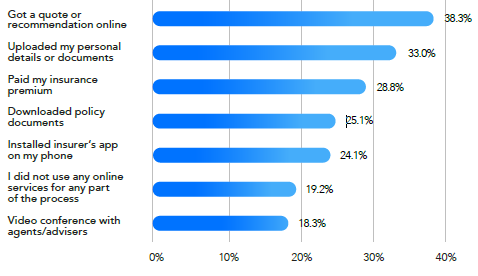 Got a quote or
recommendation online
38.3%
Uploaded my personal
details or documents
33.0%
Paid my insurance
premium
28.8%
Downloaded policy
documents
25.1%
Installed insurer's app
on my phone
24.1%
I did not use any online
services for any part
of the process
19.2%
Video conference with
agents/advisers
18.3%
0% 10% 20% 30% 40%